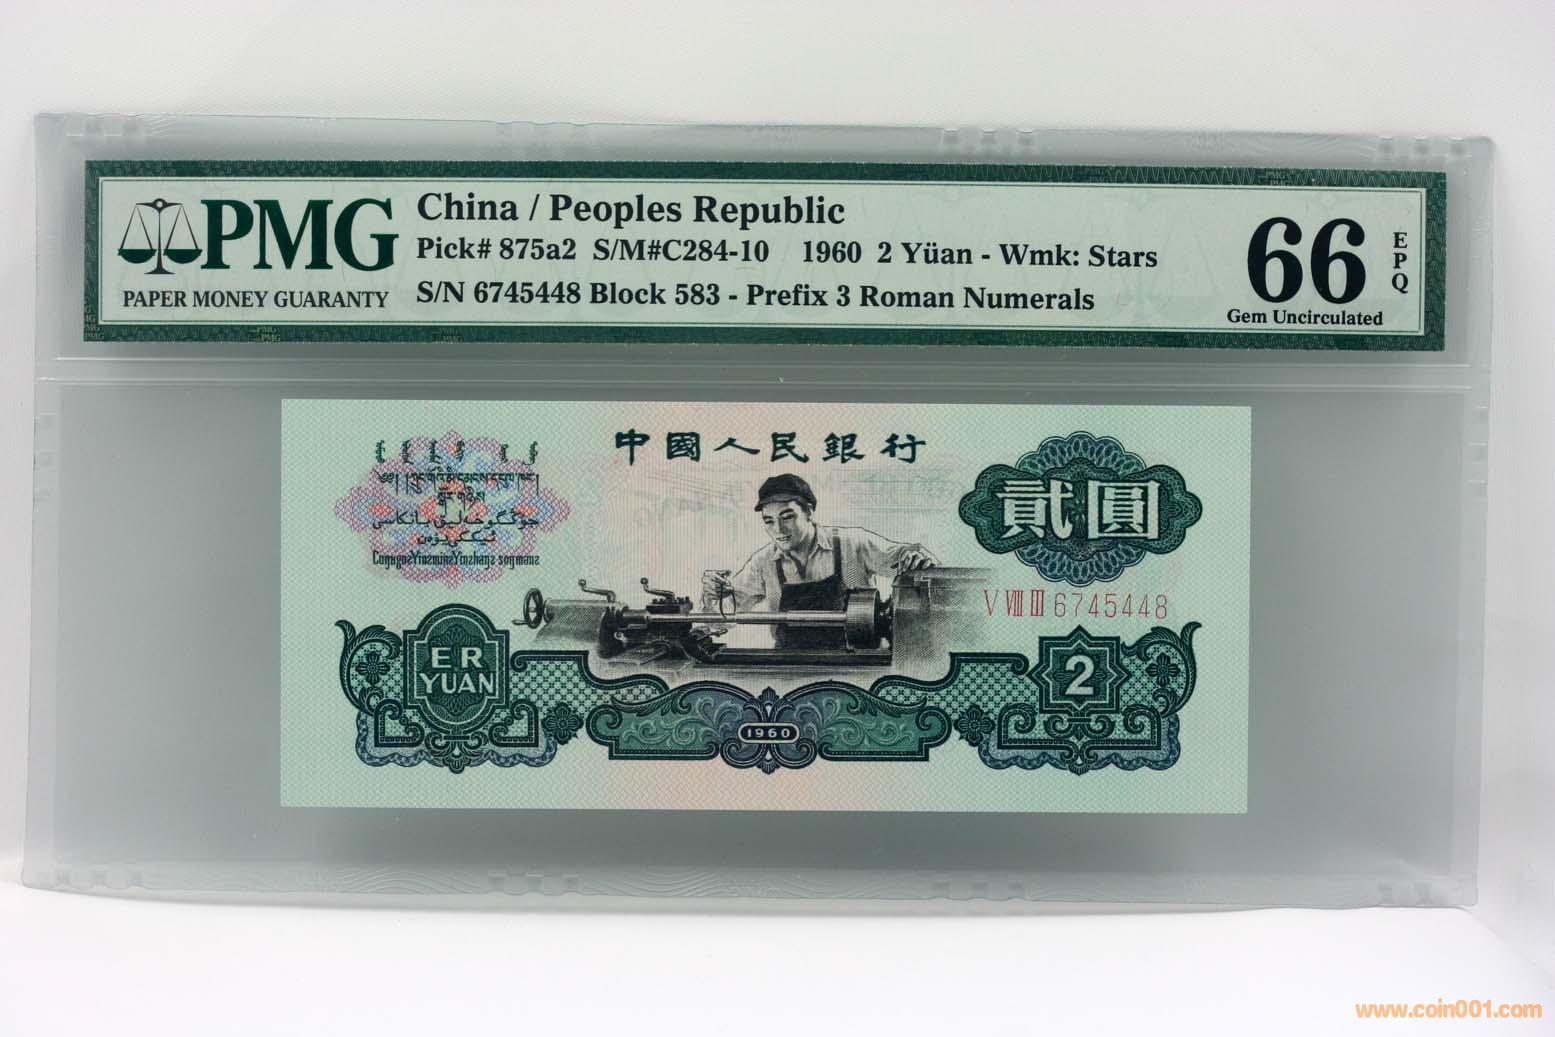 PMG
PAPER MONEY GUARANTY
China / Peoples Republic
Pick# 875a2 S/M#C284-10 1960 2 Yüan - Wmk: Stars
S/N 6745448 Block 583 - Prefix 3 Roman Numerals
66
EPQ
Gem Uncirculated
中國人民銀行
貳圓
V VIII III 6745448
ER
YUAN
2
1960
www.coin001.com